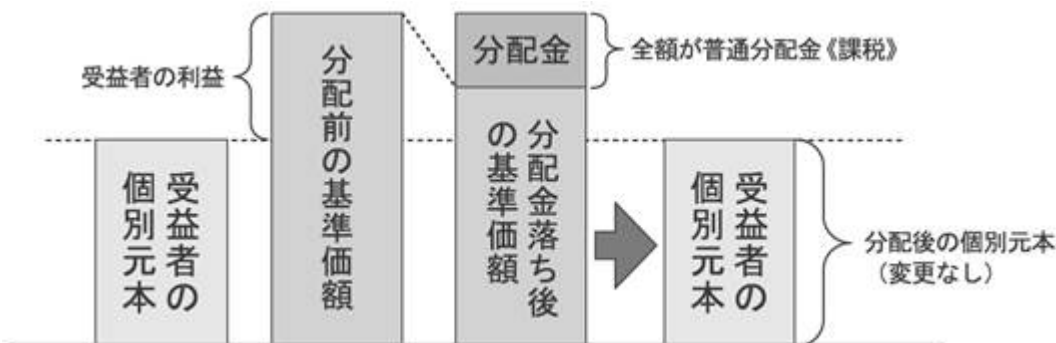 受益者の利益
受益者の
個別元本
分配前の基準価額
分配金
全額が普通分配金《課税》
分配金落ち後
の基準価額
受益者の
個別元本
分配後の個別元本
（変更なし）